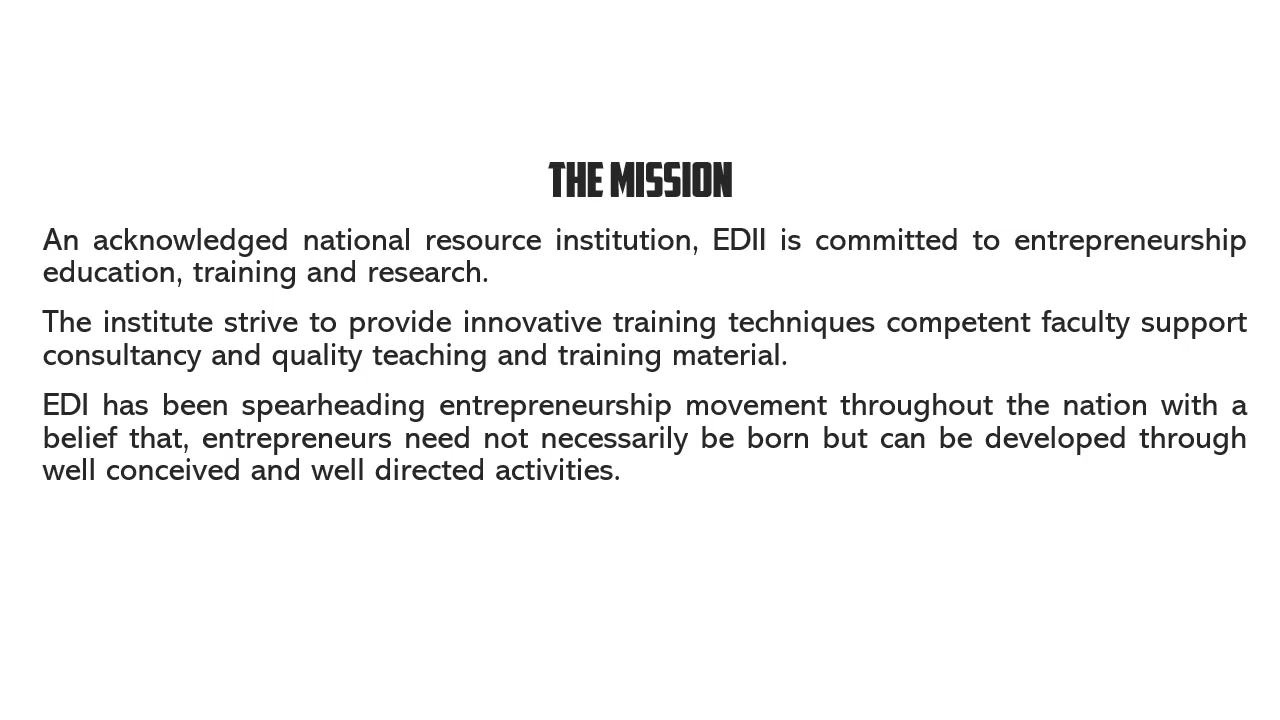 THE MISSION
An acknowledged national resource institution, EDII is committed to entrepreneurship
education, training and research.
The institute strive to provide innovative training techniques competent faculty support
consultancy and quality teaching and training material.
EDI has been spearheading entrepreneurship movement throughout the nation with a
belief that, entrepreneurs need not necessarily be born but can be developed through
well conceived and well directed activities.